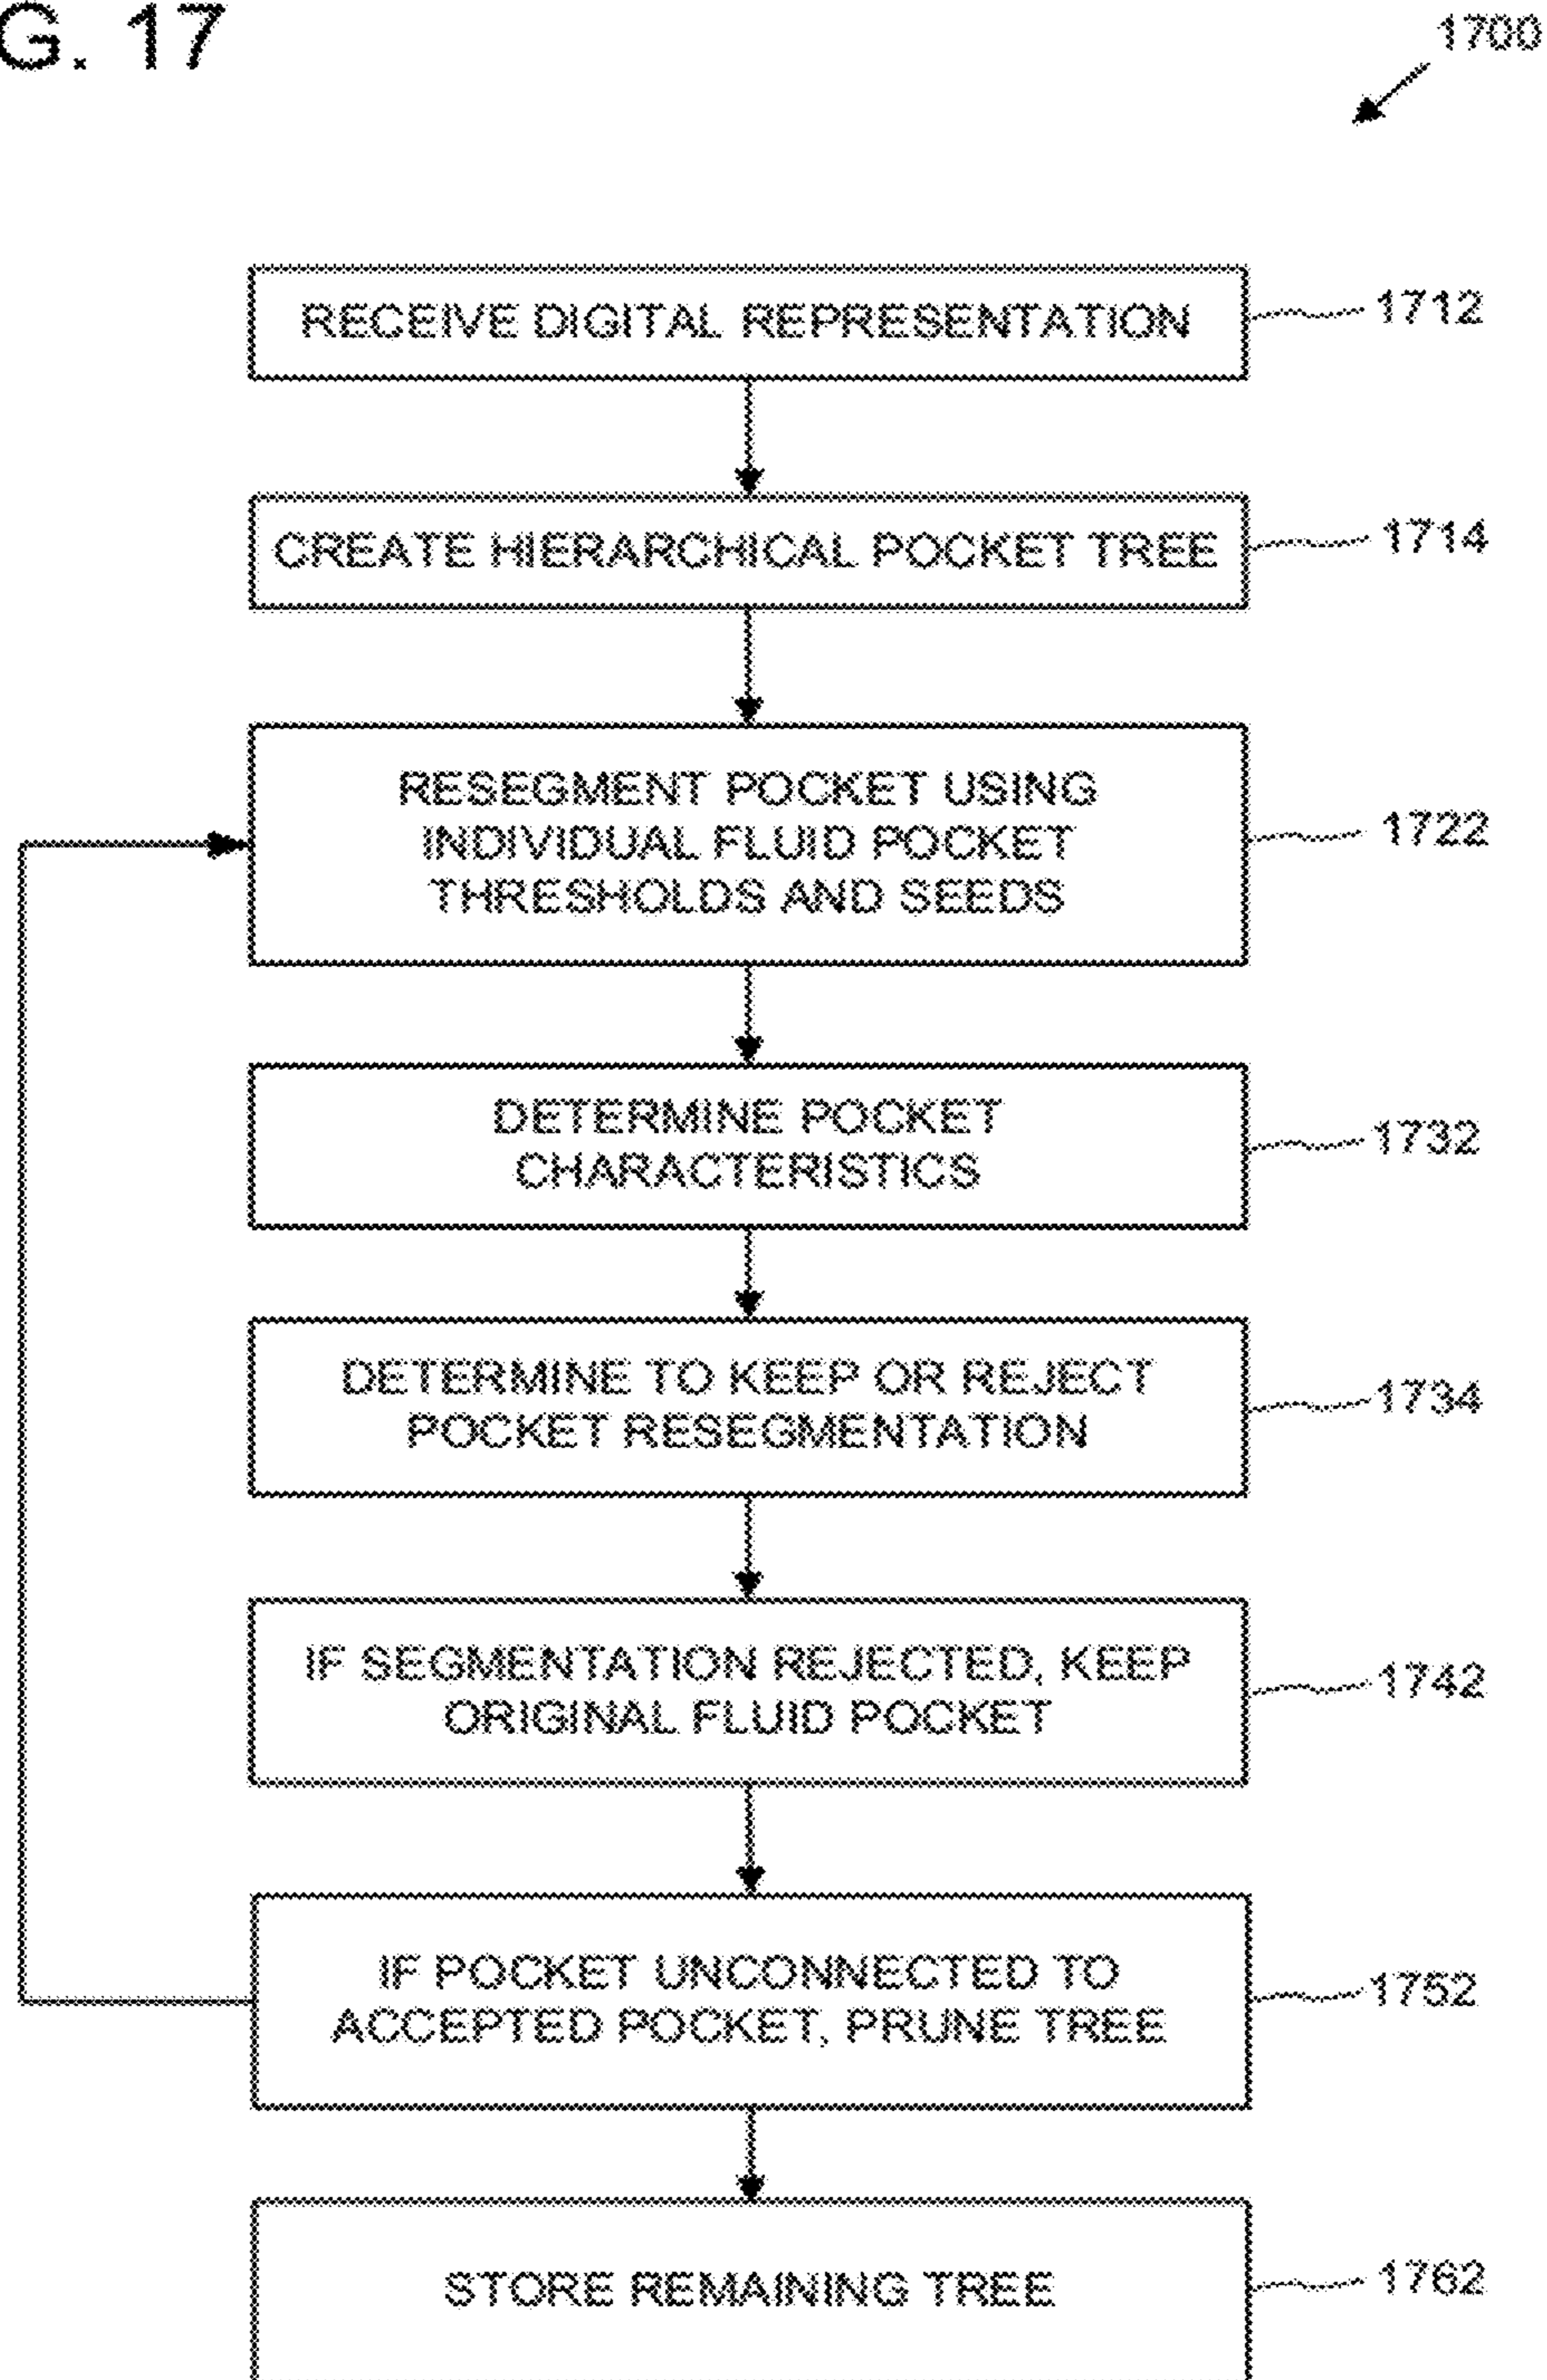 G. 17
1700
RECEIVE DIGITAL REPRESENTATION
1712
CREATE HIERARCHICAL POCKET TREE
1714
RESEGMENT POCKET USING
INDIVIDUAL FLUID POCKET
THRESHOLDS AND SEEDS
1722
DETERMINE POCKET
CHARACTERISTICS
1732
DETERMINE TO KEEP OR REJECT
POCKET RESEGMENTATION
1734
IF SEGMENTATION REJECTED, KEEP
ORIGINAL FLUID POCKET
1742
IF POCKET UNCONNECTED TO
ACCEPTED POCKET, PRUNE TREE
1752
STORE REMAINING TREE
1762